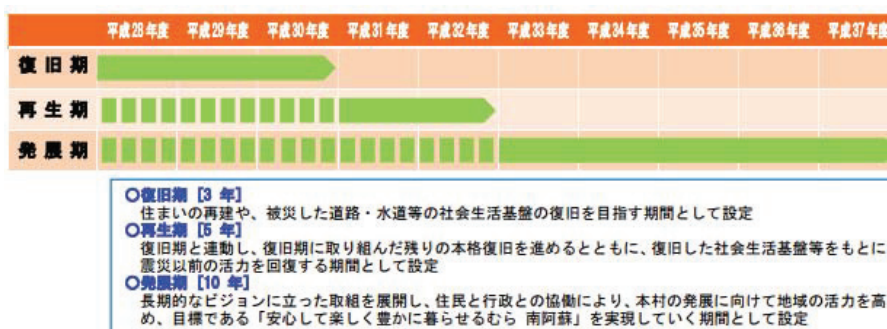 平成28年度 平成29年度 平成30年度 平成31年度 平成32年度 平成33年度 平成34年度 平成35年度 平成36年度 平成37年度
復旧期
再生期
発展期
○復旧期［3 年］
住まいの再建や、被災した道路・水道等の社会生活基盤の復旧を目指す期間として設定
○再生期［5 年］
復旧期と連動し、復旧期に取り組んだ残りの本格復旧を進めるとともに、復旧した社会生活基盤等をもとに
震災以前の活力を回復する期間として設定
○発展期［10 年］
長期的なビジョンに立った取組を展開し、住民と行政との協働により、本村の発展に向けて地域の活力を高
め、目標である「安心して楽しく豊かに暮らせるむら 南阿蘇」を実現していく期間として設定